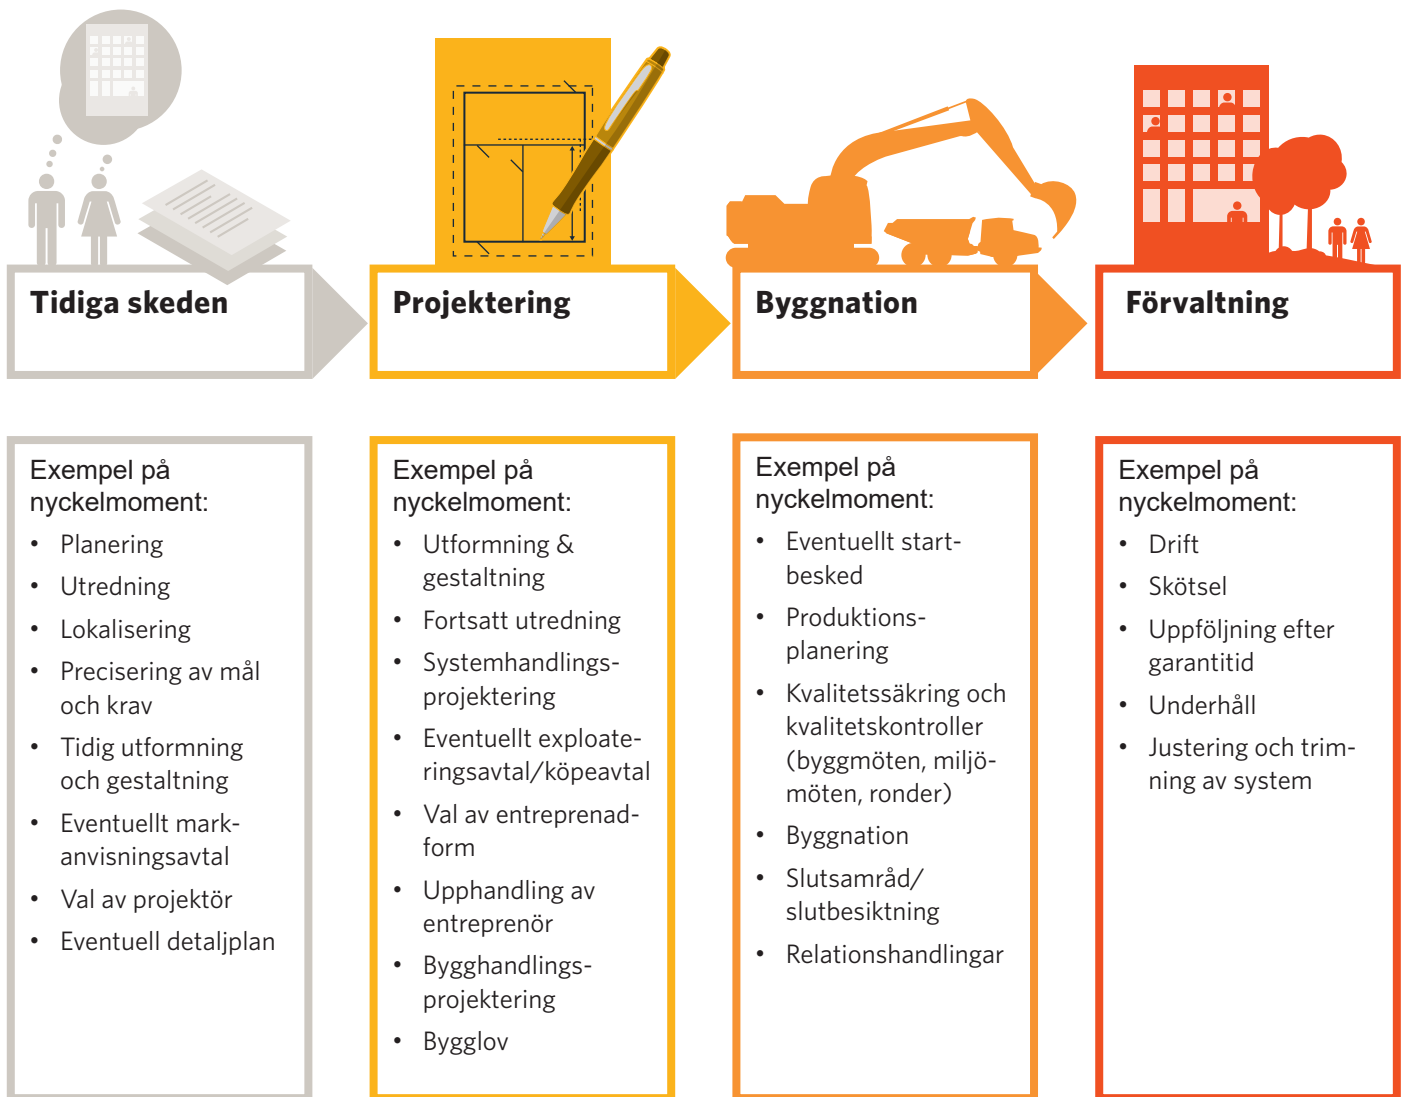 Tidiga skeden
Projektering
Byggnation
Förvaltning
Exempel på
nyckelmoment:
• Planering
• Utredning
• Lokalisering
• Precisering av mål
och krav
• Tidig utformning
och gestaltning
• Eventuellt mark-
anvisningsavtal
• Val av projektör
• Eventuell detaljplan
Exempel på
nyckelmoment:
• Utformning &
gestaltning
• Fortsatt utredning
• Systemhandlings-
projektering
• Eventuellt exploate-
ringsavtal/köpeavtal
• Val av entreprenad-
form
• Upphandling av
entreprenör
• Bygghandlings-
projektering
• Bygglov
Exempel på
nyckelmoment:
• Eventuellt start-
besked
• Produktions-
planering
• Kvalitetssäkring och
kvalitetskontroller
(byggmöten, miljö-
möten, ronder)
• Byggnation
• Slutsamråd/
slutbesiktning
• Relationshandlingar
Exempel på
nyckelmoment:
• Drift
• Skötsel
• Uppföljning efter
garantitid
• Underhåll
• Justering och trim-
ning av system